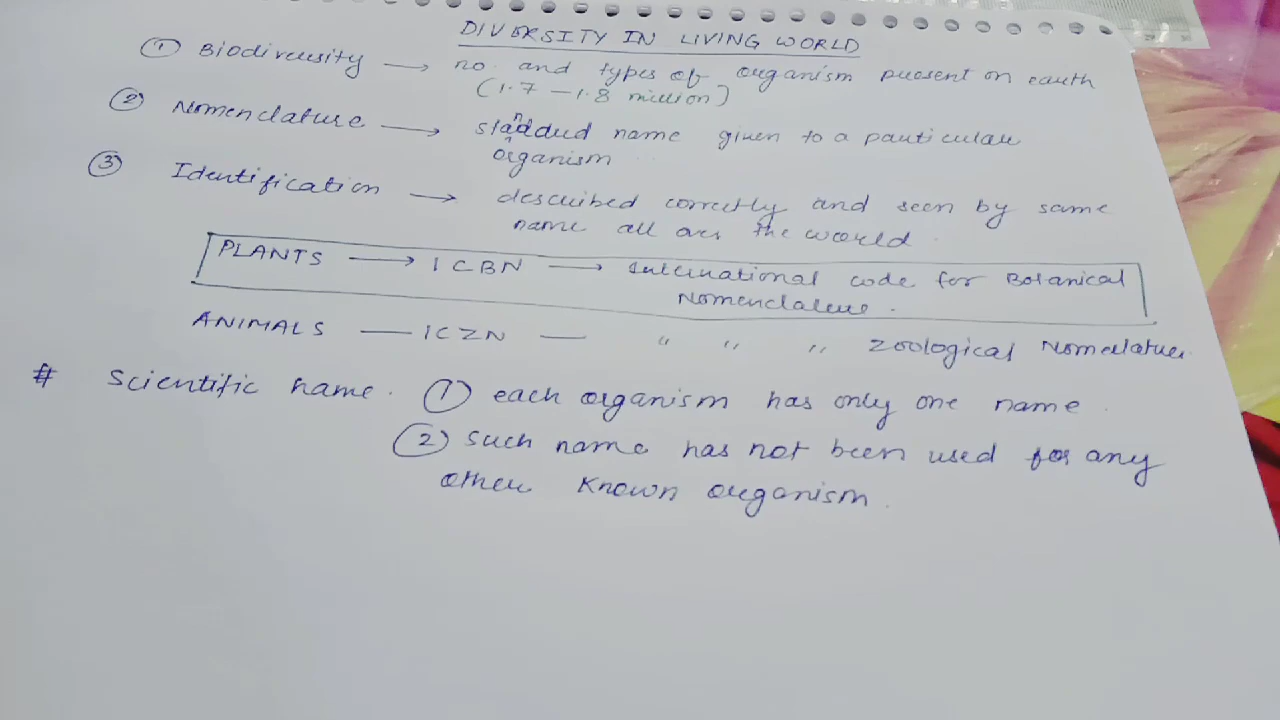 DIVERSITY IN LIVING WORLD
① Biodiversity → no. and types of organism present on earth
(1.7 – 1.8 million)
② Nomenclature → standard name given to a particular
organism
③ Identification → described correctly and seen by same
name all over the world.
PLANTS → ICBN → International code for Botanical
Nomenclature.
ANIMALS — ICZN — " " " Zoological Nomenclature.
# Scientific name. ① each organism has only one name.
② such name has not been used for any
other known organism.